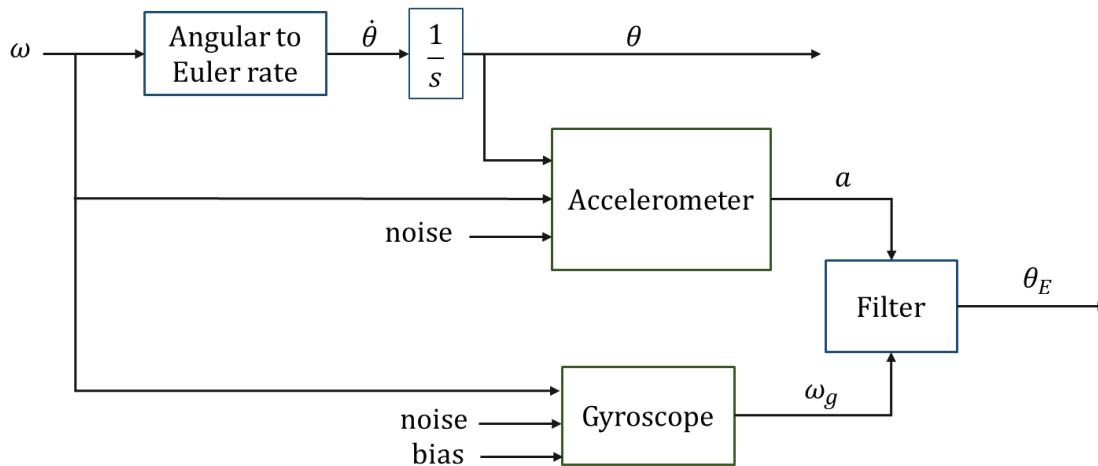 ω
Angular to
Euler rate
θ̇
1
s
θ
Accelerometer
noise
a
Filter
θ_E
Gyroscope
noise
bias
ω_g